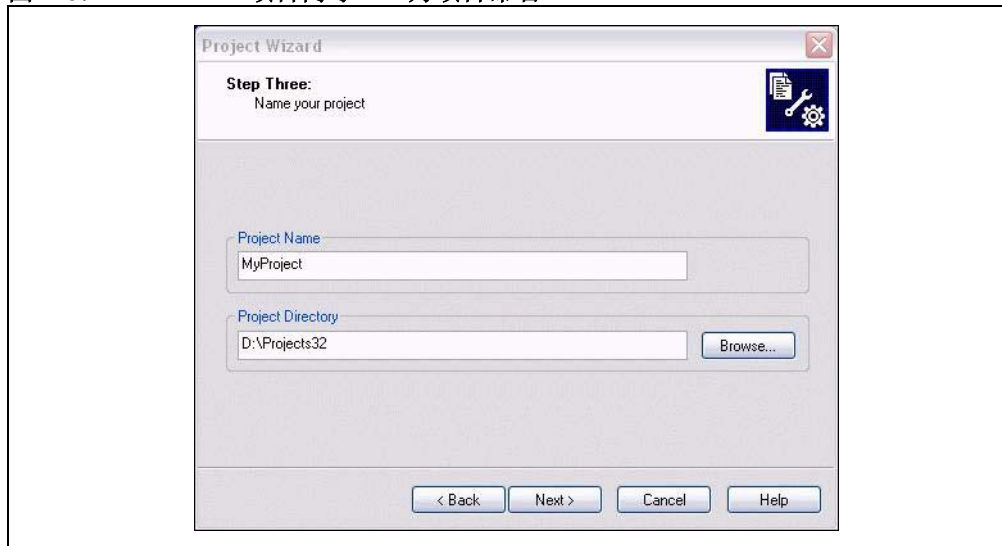 Project Wizard
Step Three:
Name your project
Project Name
MyProject
Project Directory
D:\Projects32
Browse...
< Back
Next >
Cancel
Help